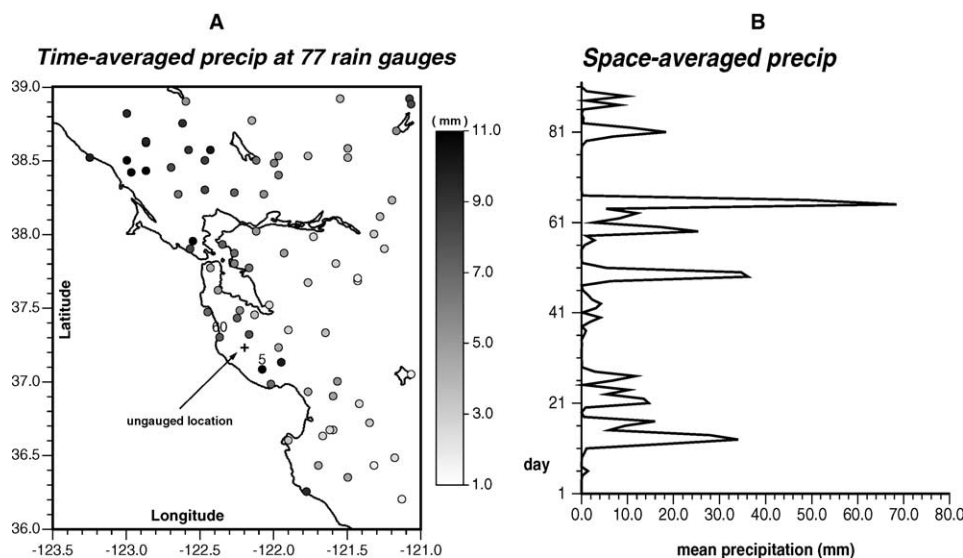 A
B
Time-averaged precip at 77 rain gauges
Space-averaged precip
39.0
38.5
38.0
37.5
37.0
36.5
36.0
Latitude
60
5
ungauged location
Longitude
-123.5 -123.0 -122.5 -122.0 -121.5 -121.0
(mm)
11.0
9.0
7.0
5.0
3.0
1.0
81
61
41
21
day
1
0.0 10.0 20.0 30.0 40.0 50.0 60.0 70.0 80.0
mean precipitation (mm)